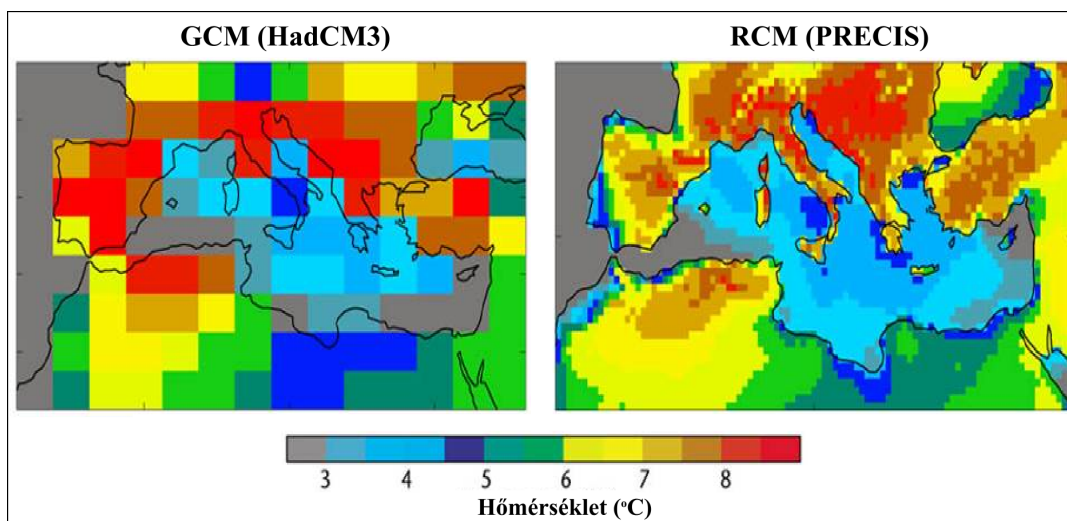 GCM (HadCM3)
RCM (PRECIS)
3 4 5 6 7 8
Hőmérséklet (°C)